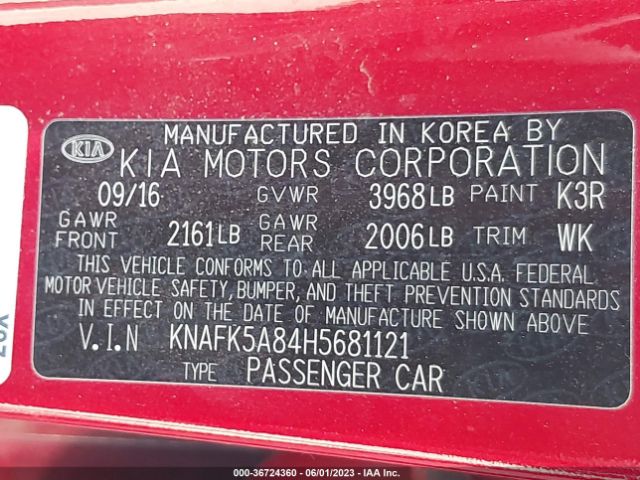 MANUFACTURED IN KOREA BY
KIA KIA MOTORS CORPORATION
09/16 GVWR 3968LB PAINT K3R
GAWR FRONT 2161LB GAWR REAR 2006LB TRIM WK
THIS VEHICLE CONFORMS TO ALL APPLICABLE U.S.A. FEDERAL
MOTOR VEHICLE SAFETY, BUMPER, AND THEFT PREVENTION STANDARDS
IN EFFECT ON THE DATE OF MANUFACTURE SHOWN ABOVE
V.I.N KNAFK5A84H5681121
TYPE PASSENGER CAR
000-36724360 - 06/01/2023 - IAA Inc.